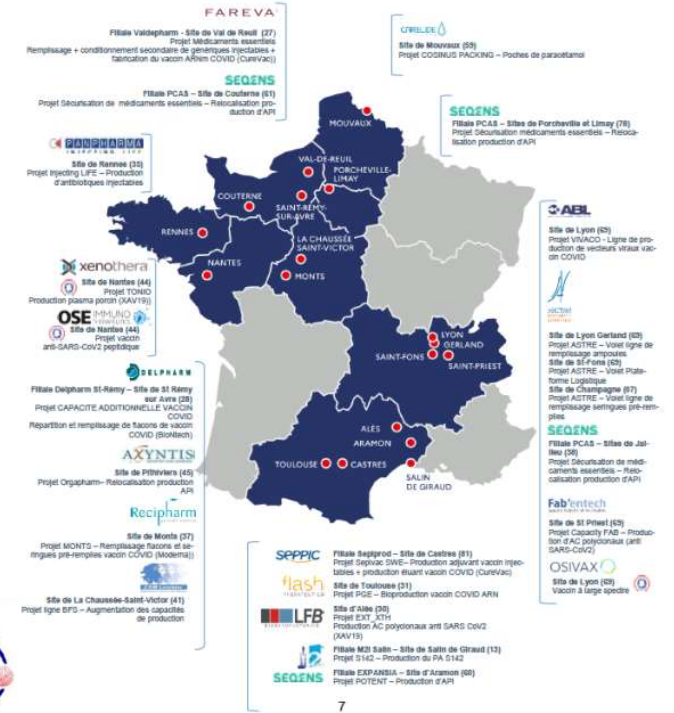 FAREVA
Filiale Valdepharm - Site de Val de Reuil (27)
Projet Médicaments essentiels
Remplissage + conditionnement secondaire de génériques injectables +
fabrication du vaccin ARNm COVID (CureVac))
SEQENS
Filiale PCAS – Site de Couterne (61)
Projet Sécurisation de médicaments essentiels – Relocalisation pro-
duction d'API
PANPHARMA
Site de Rennes (35)
Projet Injecting LIFE – Production
d'antibiotiques injectables
xenothera
Site de Nantes (44)
Projet TONIO
Production plasma porcin (XAV19))
OSE IMMUNO
Site de Nantes (44)
Projet vaccin
anti-SARS-CoV2 peptidique
DELPHARM
Filiale Delpharm St-Rémy – Site de St Rémy
sur Avre (28)
Projet CAPACITE ADDITIONNELLE VACCIN
COVID
Répartition et remplissage de flacons de vaccin
COVID (BioNtech)
AXYNTIS
Site de Pithiviers (45)
Projet Orgapharm– Relocalisation production
API
Recipharm
Site de Monts (37)
Projet MONTS – Remplissage flacons et se-
ringues pré-remplies vaccin COVID (Moderna))
Site de La Chaussée-Saint-Victor (41)
Projet ligne BFS – Augmentation des capacités
de production
CARELIDE
Site de Mouvaux (59)
Projet COSINUS PACKING – Poches de paracétamol
SEQENS
Filiale PCAS – Sites de Porcheville et Limay (78)
Projet Sécurisation médicaments essentiels – Reloca-
lisation production d'API
MOUVAUX
VAL-DE-REUIL
PORCHEVILLE-
LIMAY
COUTERNE
SAINT-RÉMY-
SUR-AVRE
RENNES
LA CHAUSSÉE
SAINT-VICTOR
NANTES
MONTS
LYON
GERLAND
SAINT-FONS
SAINT-PRIEST
ALÈS
ARAMON
TOULOUSE
CASTRES
SALIN
DE GIRAUD
ABL
Site de Lyon (69)
Projet VIVACO - Ligne de pro-
duction de vecteurs viraux vac-
cin COVID
Site de Lyon Gerland (69)
Projet ASTRE – Volet ligne de
remplissage ampoules
Site de St-Fons (69)
Projet ASTRE – Volet Plate-
forme Logistique
Site de Champagne (07)
Projet ASTRE – Volet ligne de
remplissage seringues pré-rem-
plies
SEQENS
Filiale PCAS – Sites de Jal-
lieu (38)
Projet Sécurisation de médi-
caments essentiels – Relo-
calisation production d'API
Fab'entech
Site de St Priest (69)
Projet Capacity FAB – Produc-
tion d'AC polyclonaux (anti
SARS-CoV2)
OSIVAX
Site de Lyon (69)
Vaccin à large spectre
SEPPIC
Filiale Sepiprod – Site de Castres (81)
Projet Sepivac SWE– Production adjuvant vaccin injec-
tables + production éluant vaccin COVID (CureVac)
flash
Site de Toulouse (31)
Projet PGE – Bioproduction vaccin COVID ARN
LFB
Site d'Alès (30)
Projet EXT_XTH
Production AC polyclonaux anti SARS CoV2
(XAV19)
Filiale M2i Salin – Site de Salin de Giraud (13)
Projet S142 – Production du PA S142
SEQENS
Filiale EXPANSIA – Site d'Aramon (60)
Projet POTENT – Production d'API
7